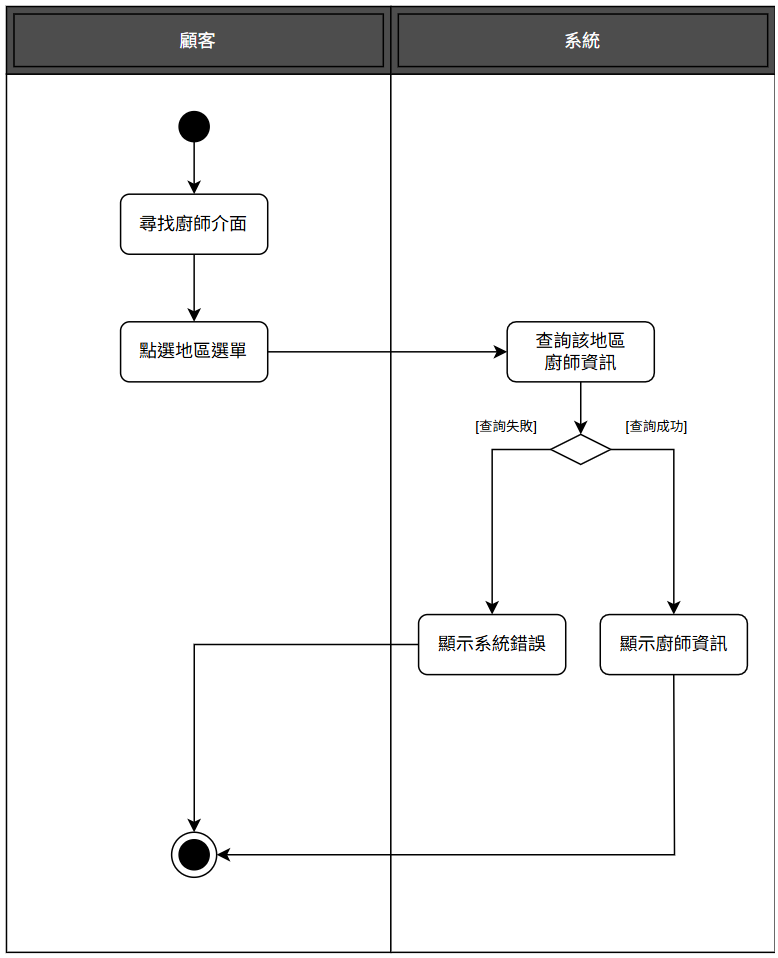 顧客
系統
尋找廚師介面
點選地區選單
查詢該地區
廚師資訊
[查詢失敗]
[查詢成功]
顯示系統錯誤
顯示廚師資訊